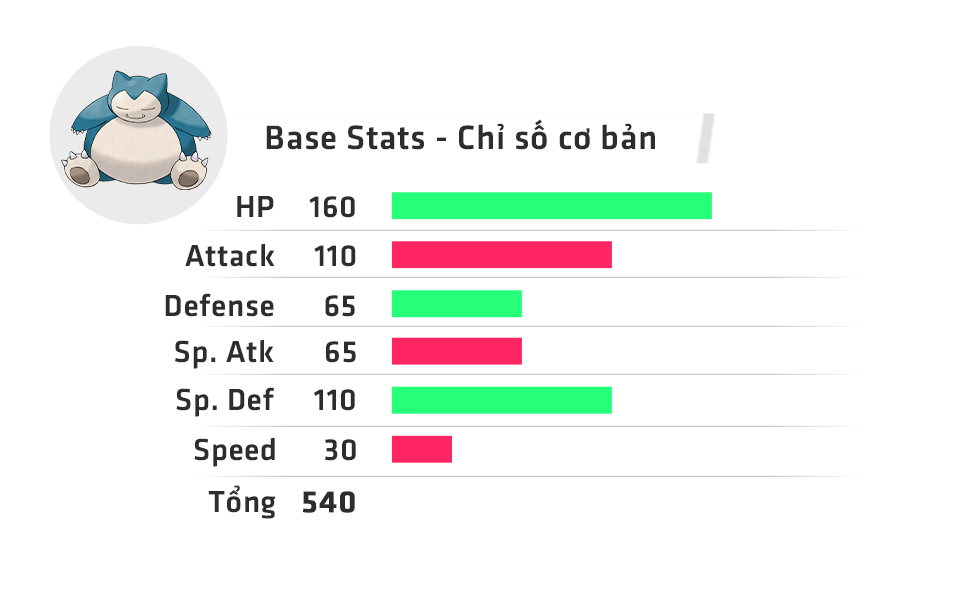 Base Stats - Chỉ số cơ bản
HP 160
Attack 110
Defense 65
Sp. Atk 65
Sp. Def 110
Speed 30
Tổng 540